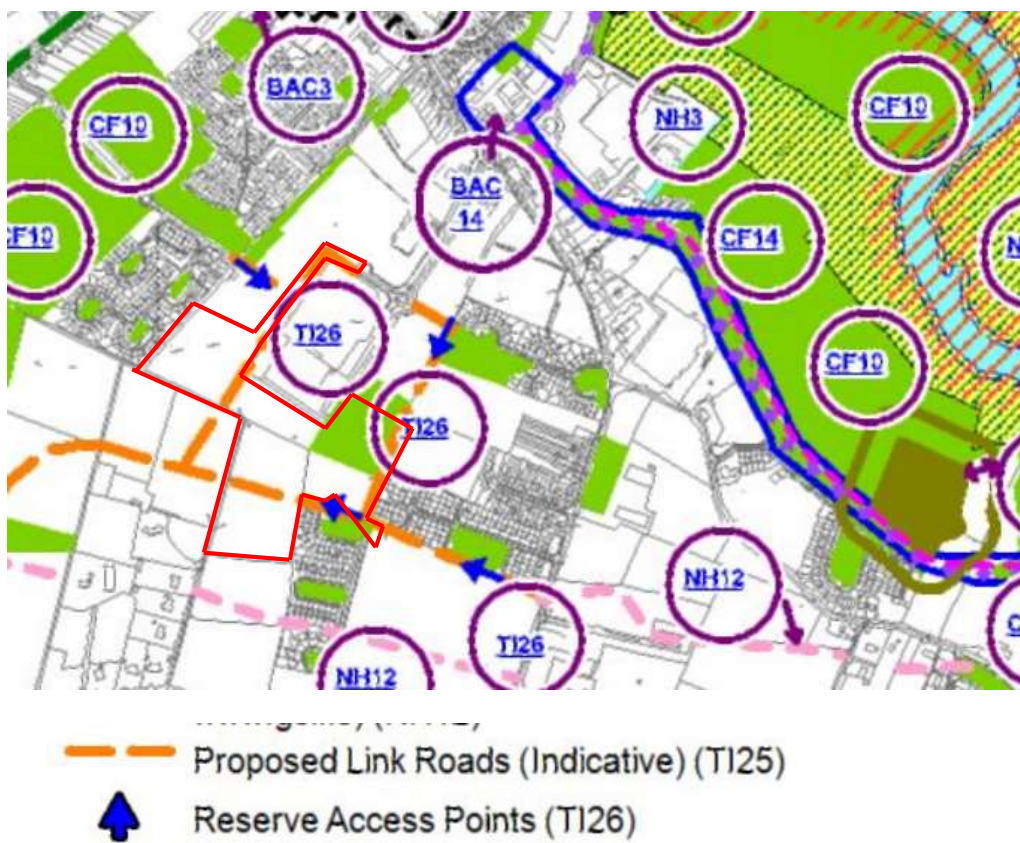 BAC3
CF10
NH3
CF10
BAC
14
CF10
CF14
TI26
CF10
TI26
NH12
TI26
NH12
Proposed Link Roads (Indicative) (TI25)
Reserve Access Points (TI26)